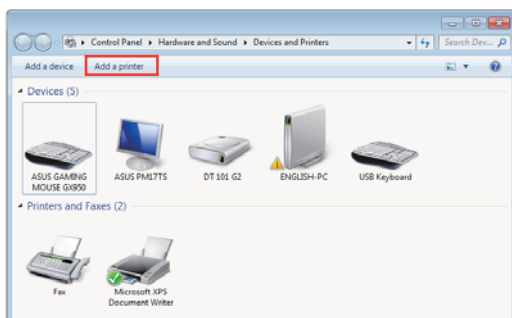 Control Panel ▸ Hardware and Sound ▸ Devices and Printers
Search Dev...
Add a device Add a printer
Devices (5)
ASUS GAMING
MOUSE GX950
ASUS PM17TS
DT 101 G2
ENGLISH-PC
USB Keyboard
Printers and Faxes (2)
Fax
Microsoft XPS
Document Writer